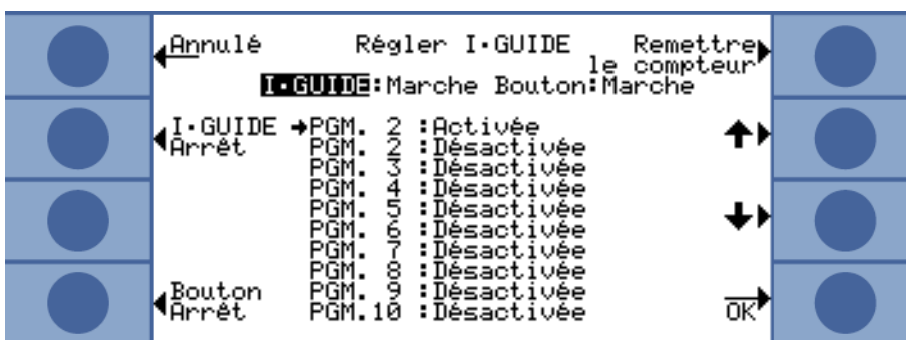 Annulé Régler I·GUIDE Remettre
le compteur
I·GUIDE:Marche Bouton:Marche
I·GUIDE ➔PGM. 2 :Activée
Arrêt PGM. 2 :Désactivée
PGM. 3 :Désactivée
PGM. 4 :Désactivée
PGM. 5 :Désactivée
PGM. 6 :Désactivée
PGM. 7 :Désactivée
PGM. 8 :Désactivée
Bouton PGM. 9 :Désactivée
Arrêt PGM.10 :Désactivée
OK